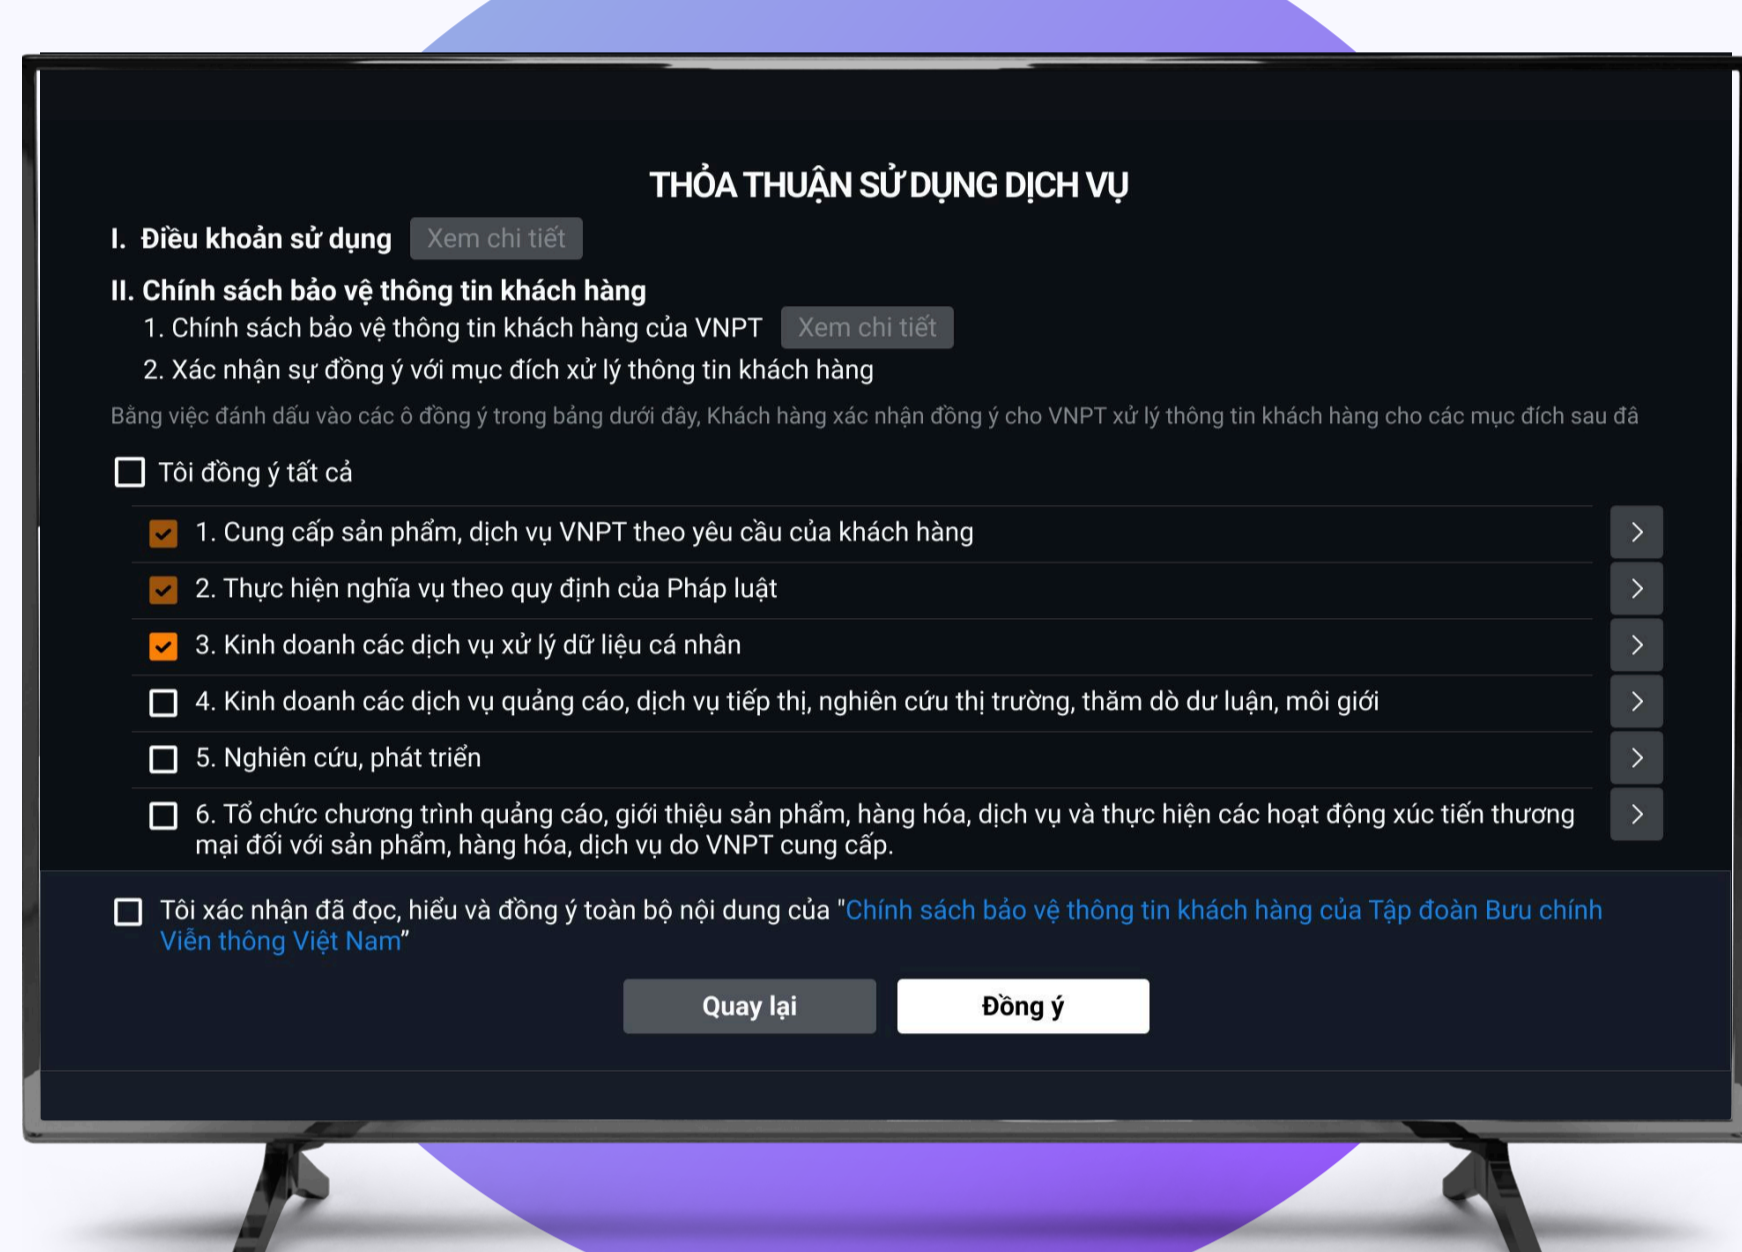 THỎA THUẬN SỬ DỤNG DỊCH VỤ
I. Điều khoản sử dụng Xem chi tiết
II. Chính sách bảo vệ thông tin khách hàng
1. Chính sách bảo vệ thông tin khách hàng của VNPT Xem chi tiết
2. Xác nhận sự đồng ý với mục đích xử lý thông tin khách hàng
Bằng việc đánh dấu vào các ô đồng ý trong bảng dưới đây, Khách hàng xác nhận đồng ý cho VNPT xử lý thông tin khách hàng cho các mục đích sau đâ
Tôi đồng ý tất cả
1. Cung cấp sản phẩm, dịch vụ VNPT theo yêu cầu của khách hàng
2. Thực hiện nghĩa vụ theo quy định của Pháp luật
3. Kinh doanh các dịch vụ xử lý dữ liệu cá nhân
4. Kinh doanh các dịch vụ quảng cáo, dịch vụ tiếp thị, nghiên cứu thị trường, thăm dò dư luận, môi giới
5. Nghiên cứu, phát triển
6. Tổ chức chương trình quảng cáo, giới thiệu sản phẩm, hàng hóa, dịch vụ và thực hiện các hoạt động xúc tiến thương
mại đối với sản phẩm, hàng hóa, dịch vụ do VNPT cung cấp.
Tôi xác nhận đã đọc, hiểu và đồng ý toàn bộ nội dung của "Chính sách bảo vệ thông tin khách hàng của Tập đoàn Bưu chính
Viễn thông Việt Nam”
Quay lại Đồng ý